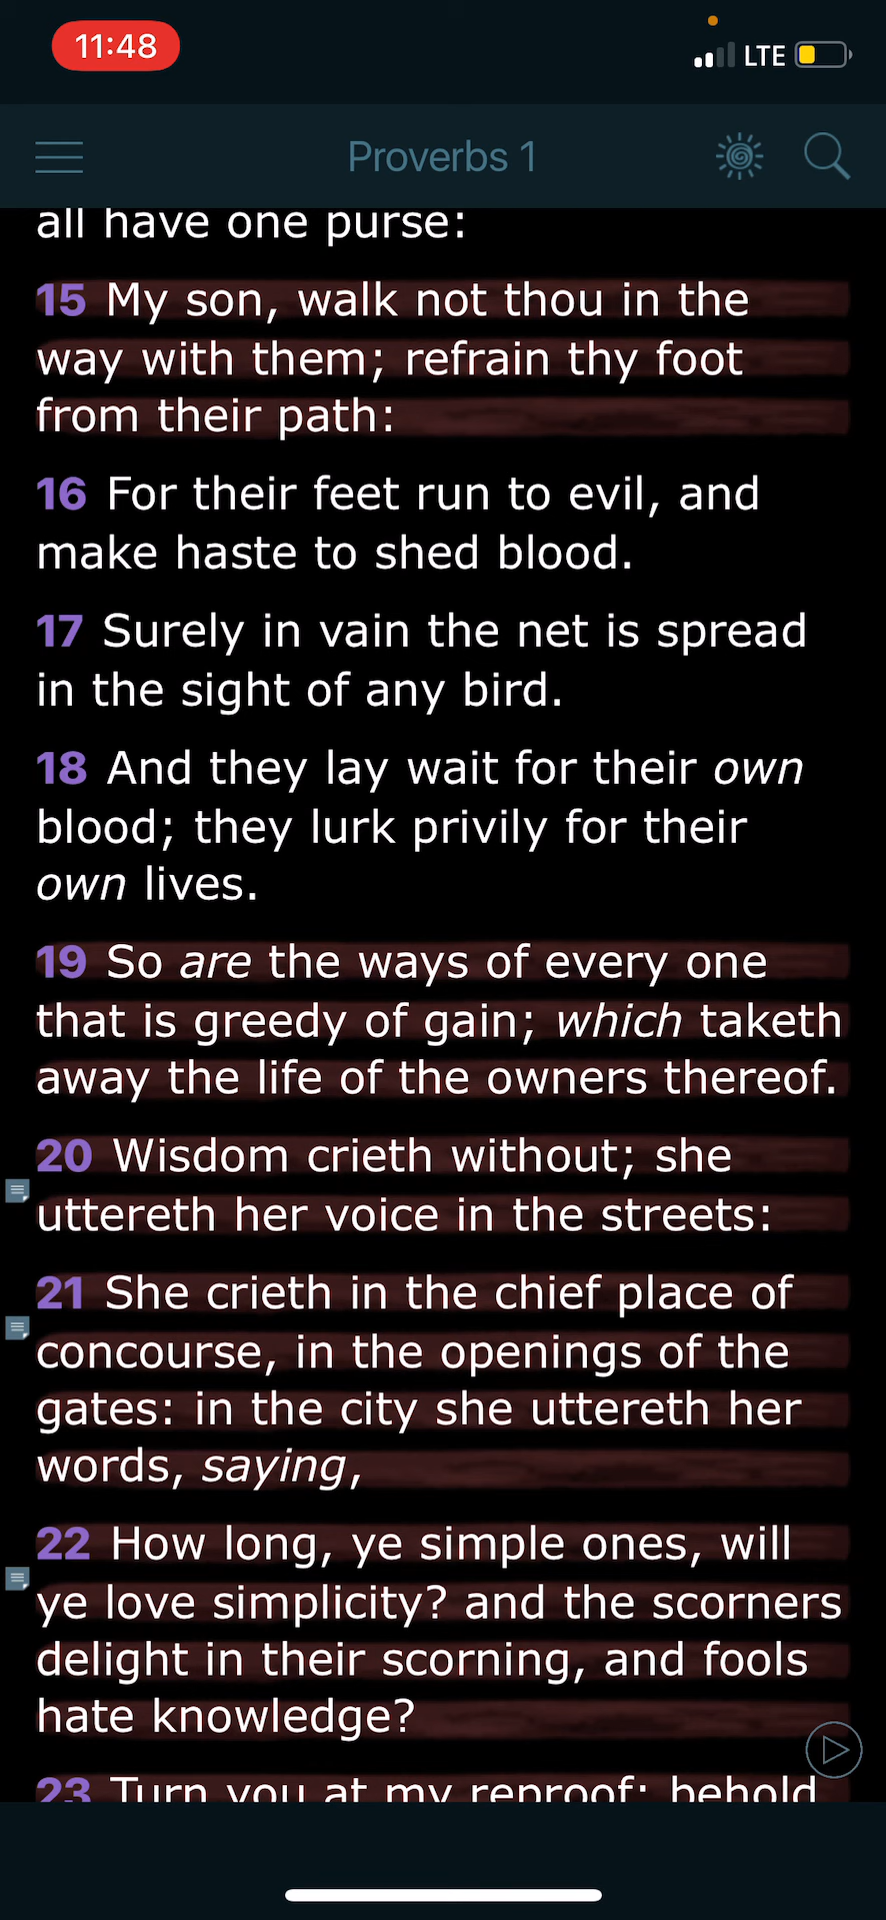 11:48
LTE
Proverbs 1
all have one purse:
15 My son, walk not thou in the
way with them; refrain thy foot
from their path:
16 For their feet run to evil, and
make haste to shed blood.
17 Surely in vain the net is spread
in the sight of any bird.
18 And they lay wait for their own
blood; they lurk privily for their
own lives.
19 So are the ways of every one
that is greedy of gain; which taketh
away the life of the owners thereof.
20 Wisdom crieth without; she
uttereth her voice in the streets:
21 She crieth in the chief place of
concourse, in the openings of the
gates: in the city she uttereth her
words, saying,
22 How long, ye simple ones, will
ye love simplicity? and the scorners
delight in their scorning, and fools
hate knowledge?
23 Turn you at my reproof: behold